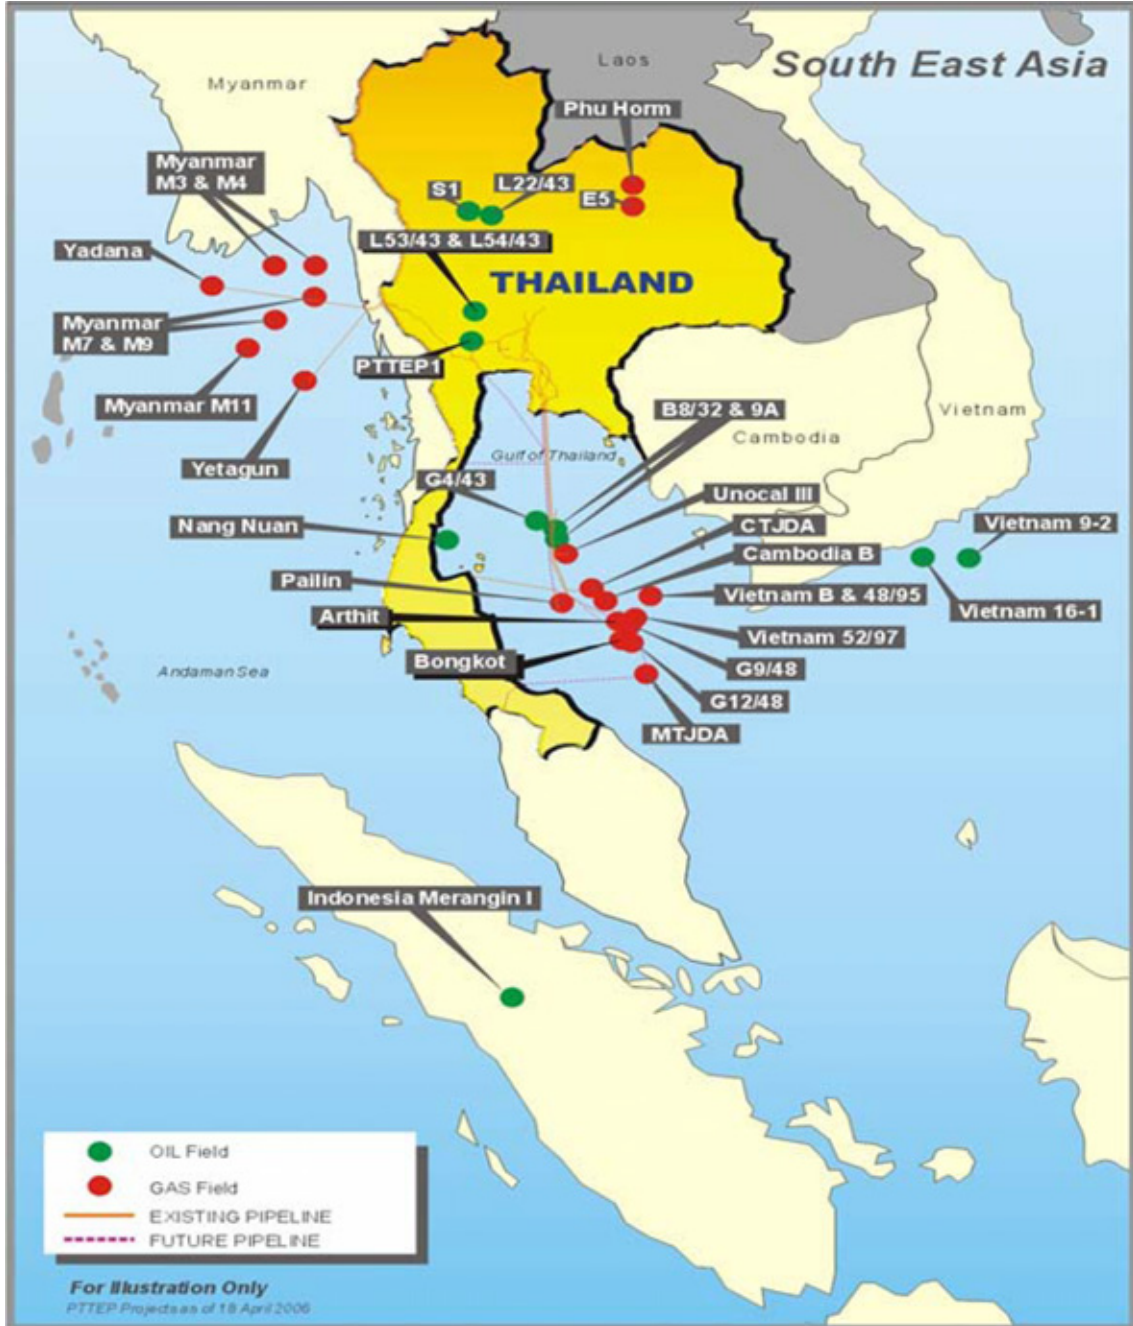 South East Asia
Laos
Myanmar
Phu Horm
Myanmar
M3 & M4
S1
L22/43
E5
L53/43 & L54/43
Yadana
THAILAND
Myanmar
M7 & M9
PTTEP1
Myanmar M11
B8/32 & 9A
Vietnam
Cambodia
Yetagun
Gulf of Thailand
G4/43
Unocal III
Nang Nuan
CTJDA
Vietnam 9-2
Cambodia B
Pailin
Vietnam B & 48/95
Vietnam 16-1
Arthit
Vietnam 52/97
Bongkot
G9/48
Andaman Sea
G12/48
MTJDA
Indonesia Merangin I
OIL Field
GAS Field
EXISTING PIPELINE
FUTURE PIPELINE
For Illustration Only
PTTEP Projects as of 18 April 2006